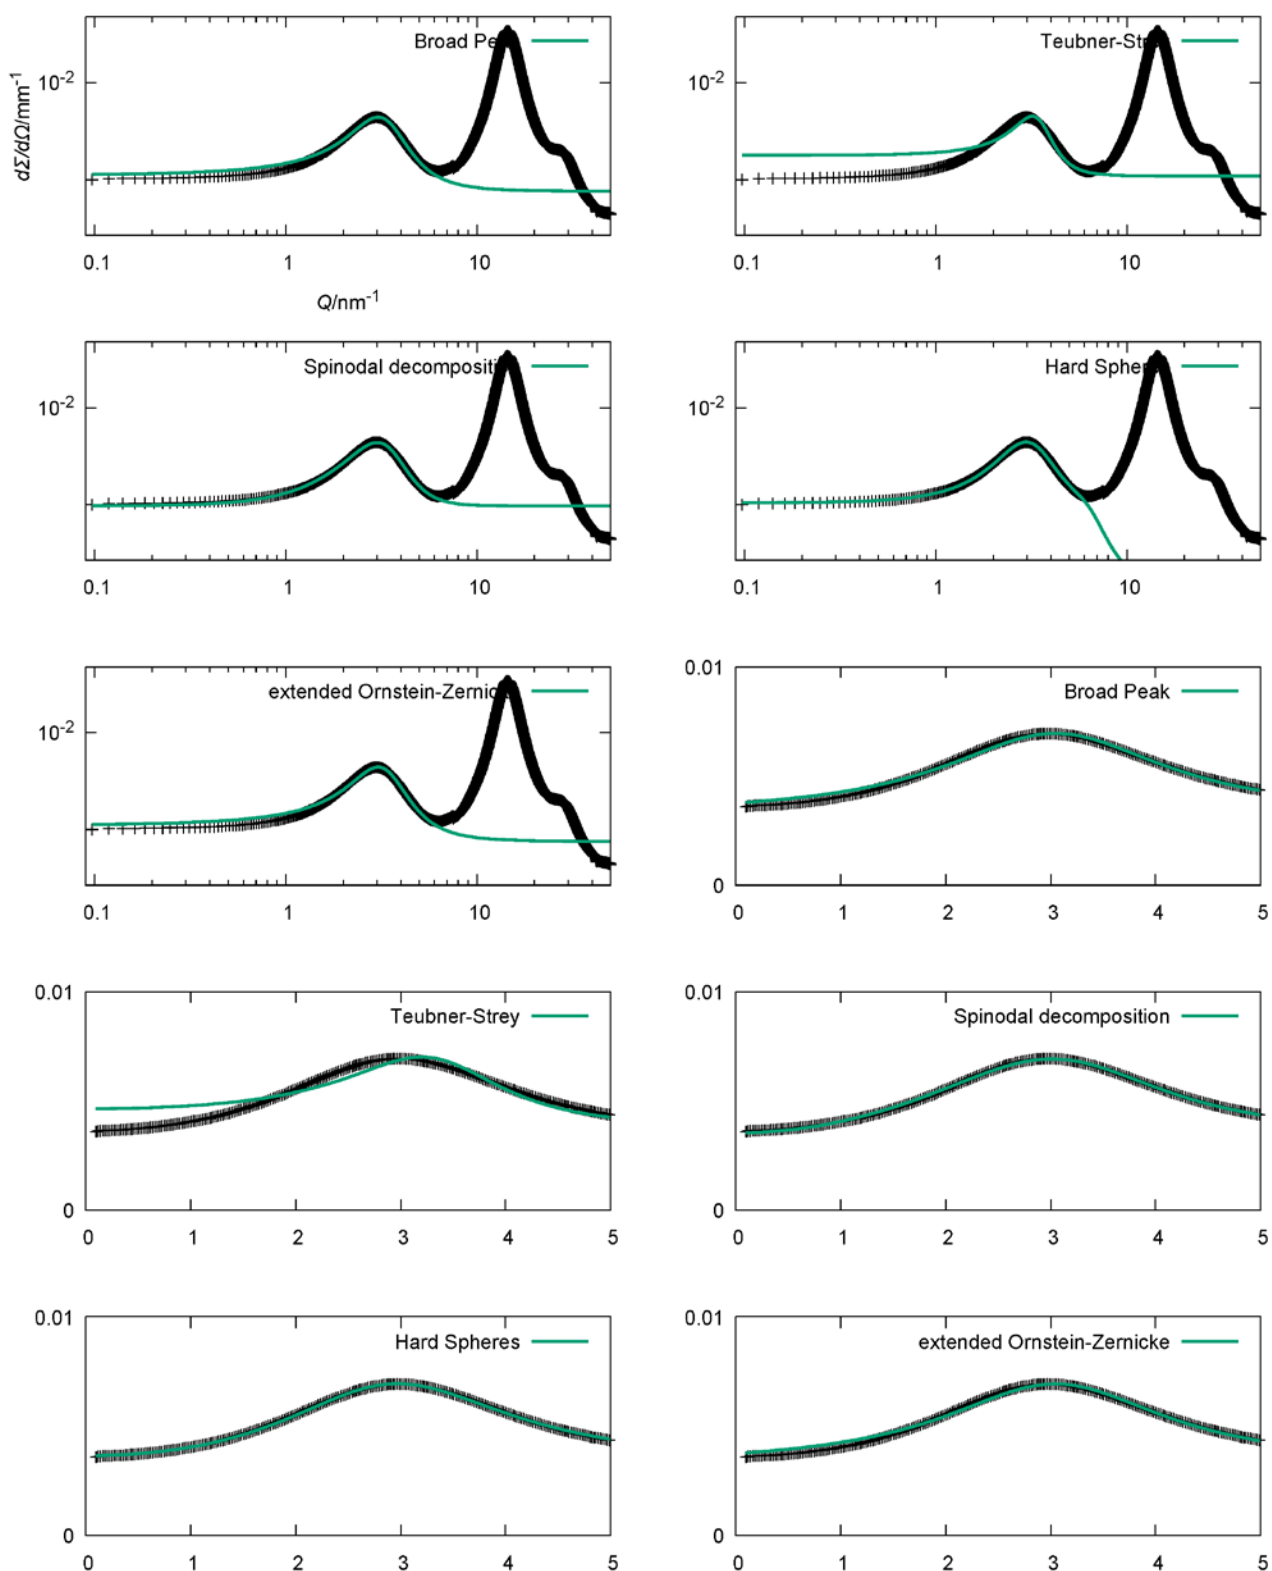 Broad Pe
10-2
dΣ/dΩ/mm-1
0.1 1 10
Q/nm-1
Teubner-Str
10-2
0.1 1 10
Spinodal decompositi
10-2
0.1 1 10
Hard Spher
10-2
0.1 1 10
extended Ornstein-Zernic
10-2
0.1 1 10
0.01
Broad Peak
0
0 1 2 3 4 5
0.01
Teubner-Strey
0
0 1 2 3 4 5
0.01
Spinodal decomposition
0
0 1 2 3 4 5
0.01
Hard Spheres
0
0 1 2 3 4 5
0.01
extended Ornstein-Zernicke
0
0 1 2 3 4 5